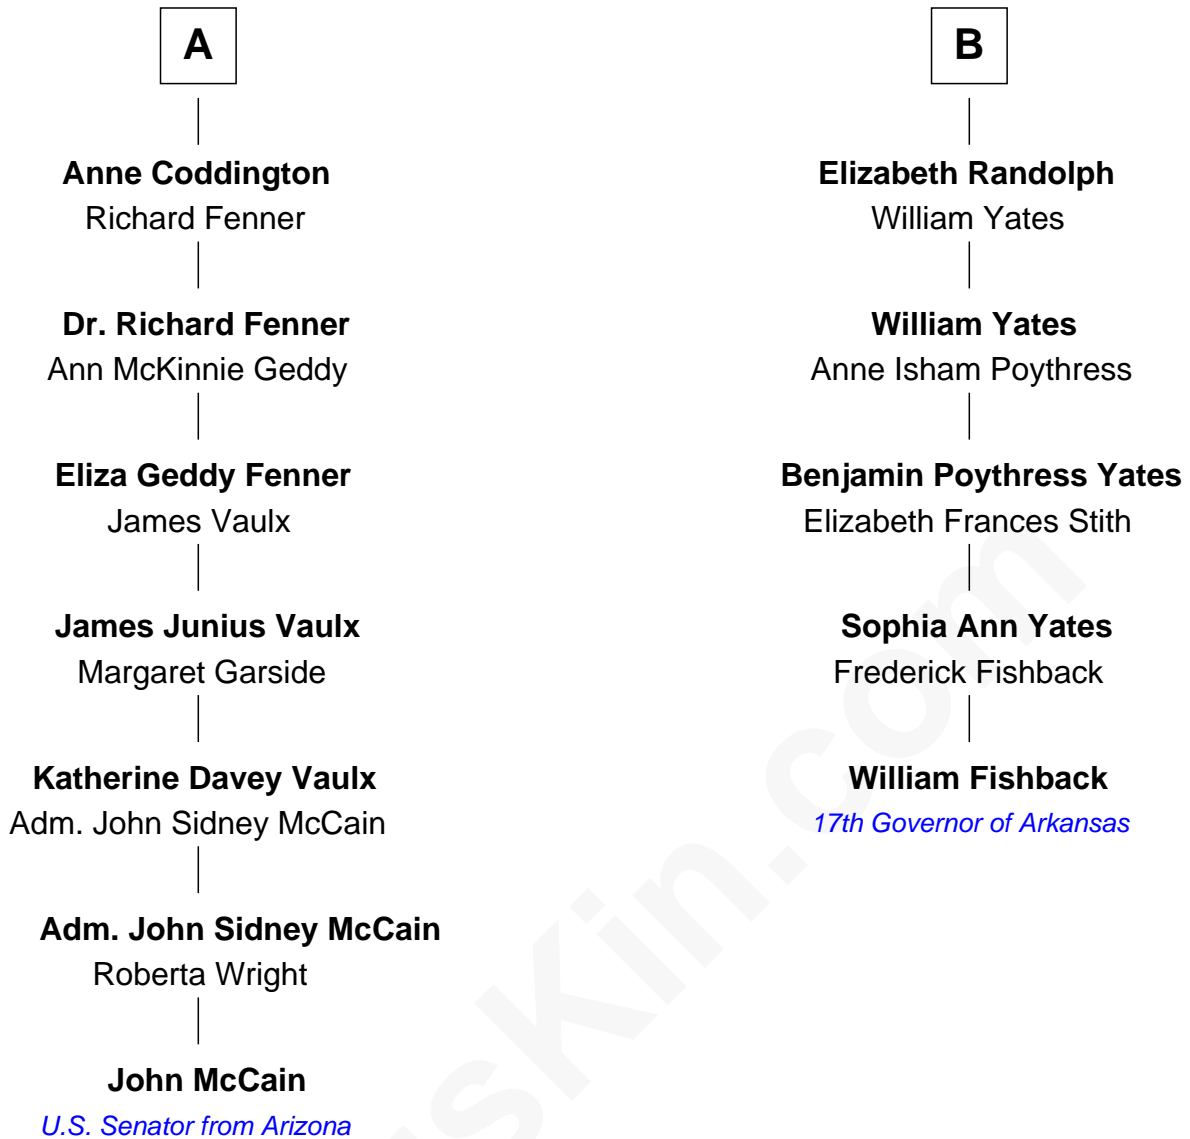 A
Anne Coddington
Richard Fenner
Dr. Richard Fenner
Ann McKinnie Geddy
Eliza Geddy Fenner
James Vaulx
James Junius Vaulx
Margaret Garside
Katherine Davey Vaulx
Adm. John Sidney McCain
Adm. John Sidney McCain
Roberta Wright
John McCain
U.S. Senator from Arizona
B
Elizabeth Randolph
William Yates
William Yates
Anne Isham Poythress
Benjamin Poythress Yates
Elizabeth Frances Stith
Sophia Ann Yates
Frederick Fishback
William Fishback
17th Governor of Arkansas
sKin.com